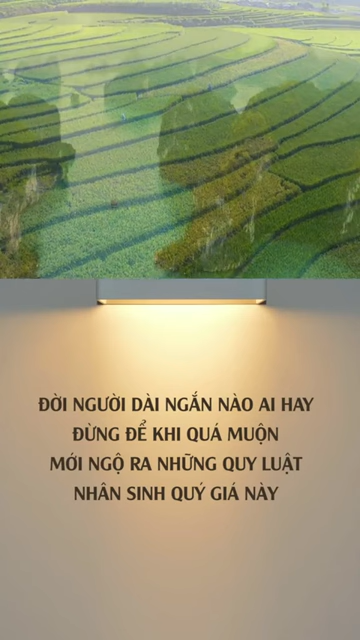 ĐỜI NGƯỜI DÀI NGẮN NÀO AI HAY
ĐỪNG ĐỂ KHI QUÁ MUỘN
MỚI NGỘ RA NHỮNG QUY LUẬT
NHÂN SINH QUÝ GIÁ NÀY